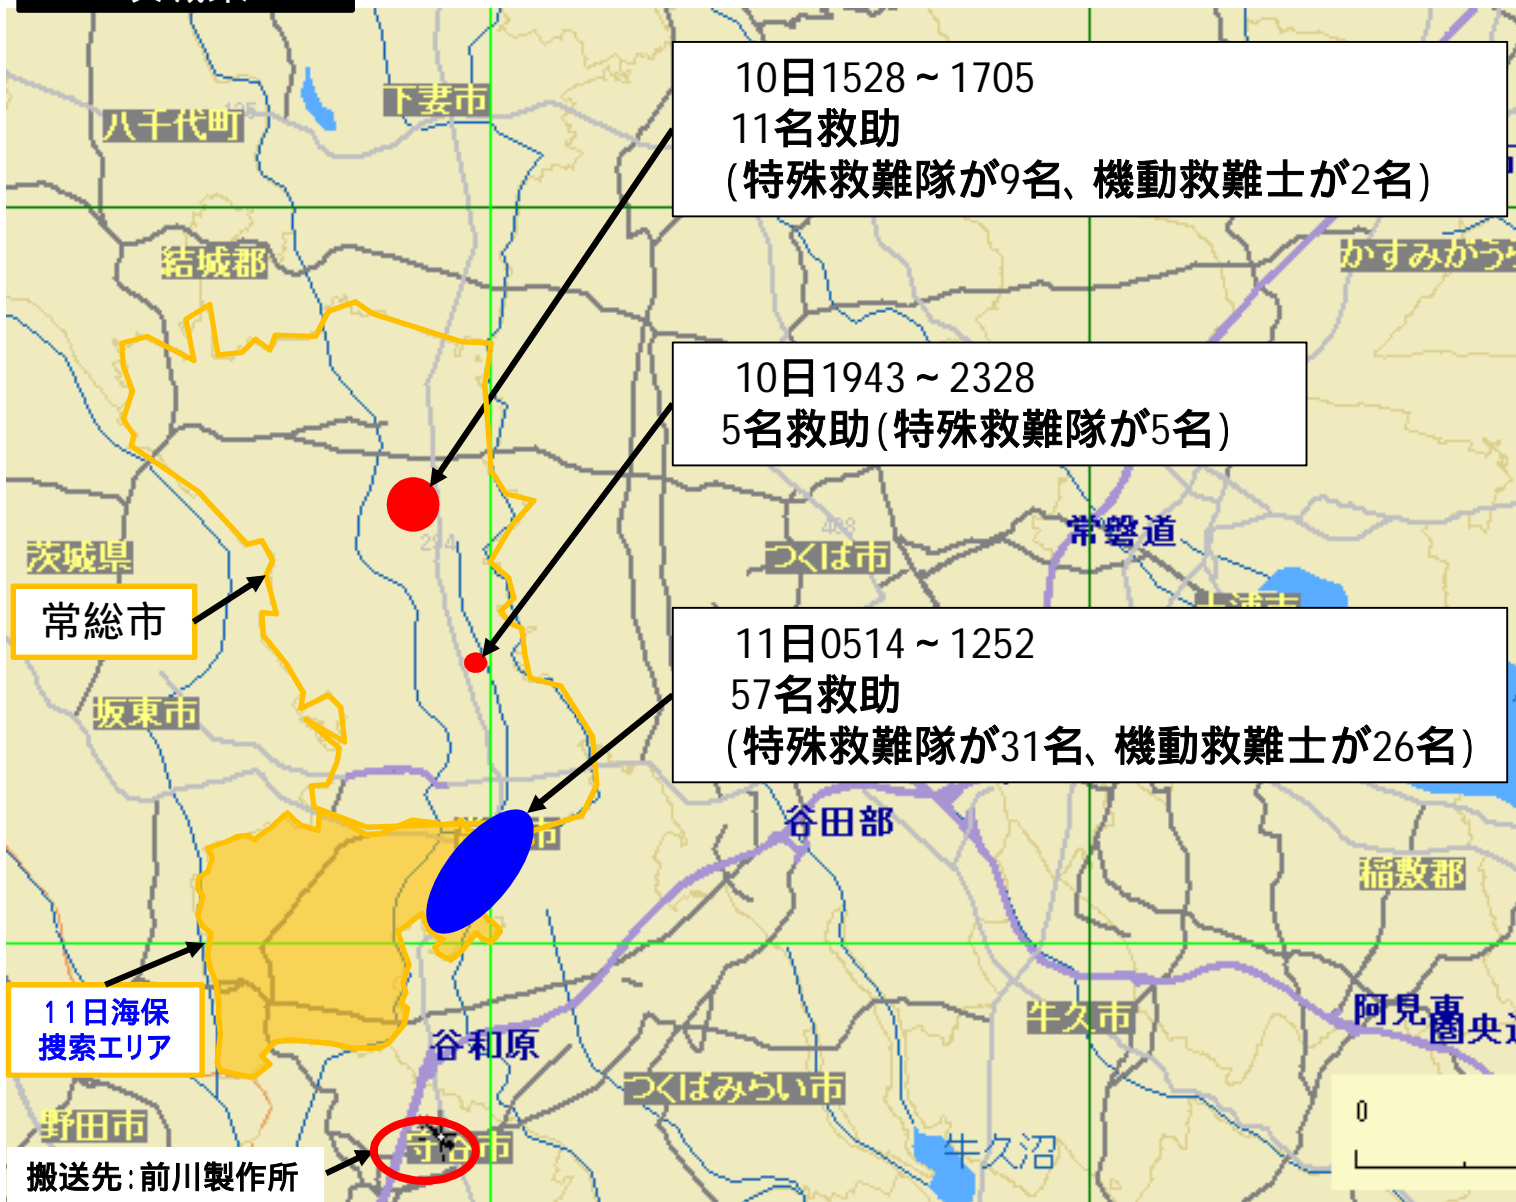 下妻市
八千代町
125
10日1528～1705
11名救助
(特殊救難隊が9名、機動救難士が2名)
結城郡
10日1943～2328
5名救助(特殊救難隊が5名)
294
408
常磐道
つくば市
茨城県
常総市
11日0514～1252
57名救助
(特殊救難隊が31名、機動救難士が26名)
坂東市
谷田部
稲敷郡
11日海保
捜索エリア
谷和原
牛久市
阿見東
つくばみらい市
野田市
守谷市
牛久沼
搬送先:前川製作所
0